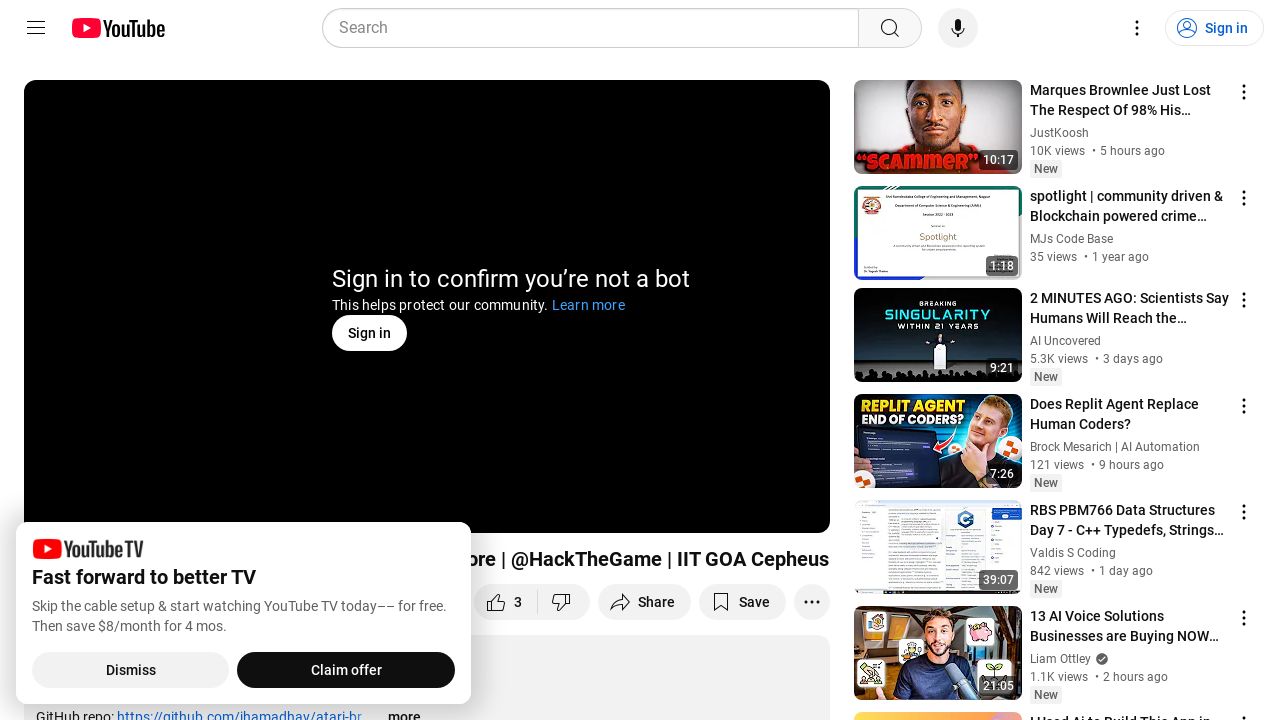 YouTube
Search
Sign in
Sign in to confirm you’re not a bot
This helps protect our community. Learn more
Sign in
ore | @HackTheGame | IIT GOA Cepheus
3
Share
Save
GitHub repo: https://github.com/jhamadhav/atari-br...
...more
YouTubeTV
Fast forward to better TV
Skip the cable setup & start watching YouTube TV today–– for free.
Then save $8/month for 4 mos.
Dismiss
Claim offer
"SCAMMER"
10:17
Marques Brownlee Just Lost
The Respect Of 98% His…
JustKoosh
10K views • 5 hours ago
New
Spotlight
1:18
spotlight | community driven &
Blockchain powered crime…
MJs Code Base
35 views • 1 year ago
BREAKING
SINGULARITY
WITHIN 21 YEARS
9:21
2 MINUTES AGO: Scientists Say
Humans Will Reach the…
AI Uncovered
5.3K views • 3 days ago
New
REPLIT AGENT
END OF CODERS?
7:26
Does Replit Agent Replace
Human Coders?
Brock Mesarich | AI Automation
121 views • 9 hours ago
New
39:07
RBS PBM766 Data Structures
Day 7 - c++ Typedefs, Strings…
Valdis S Coding
842 views • 1 day ago
New
21:05
13 AI Voice Solutions
Businesses are Buying NOW…
Liam Ottley
1.1K views • 2 hours ago
New
I Used Ai to Build This App in